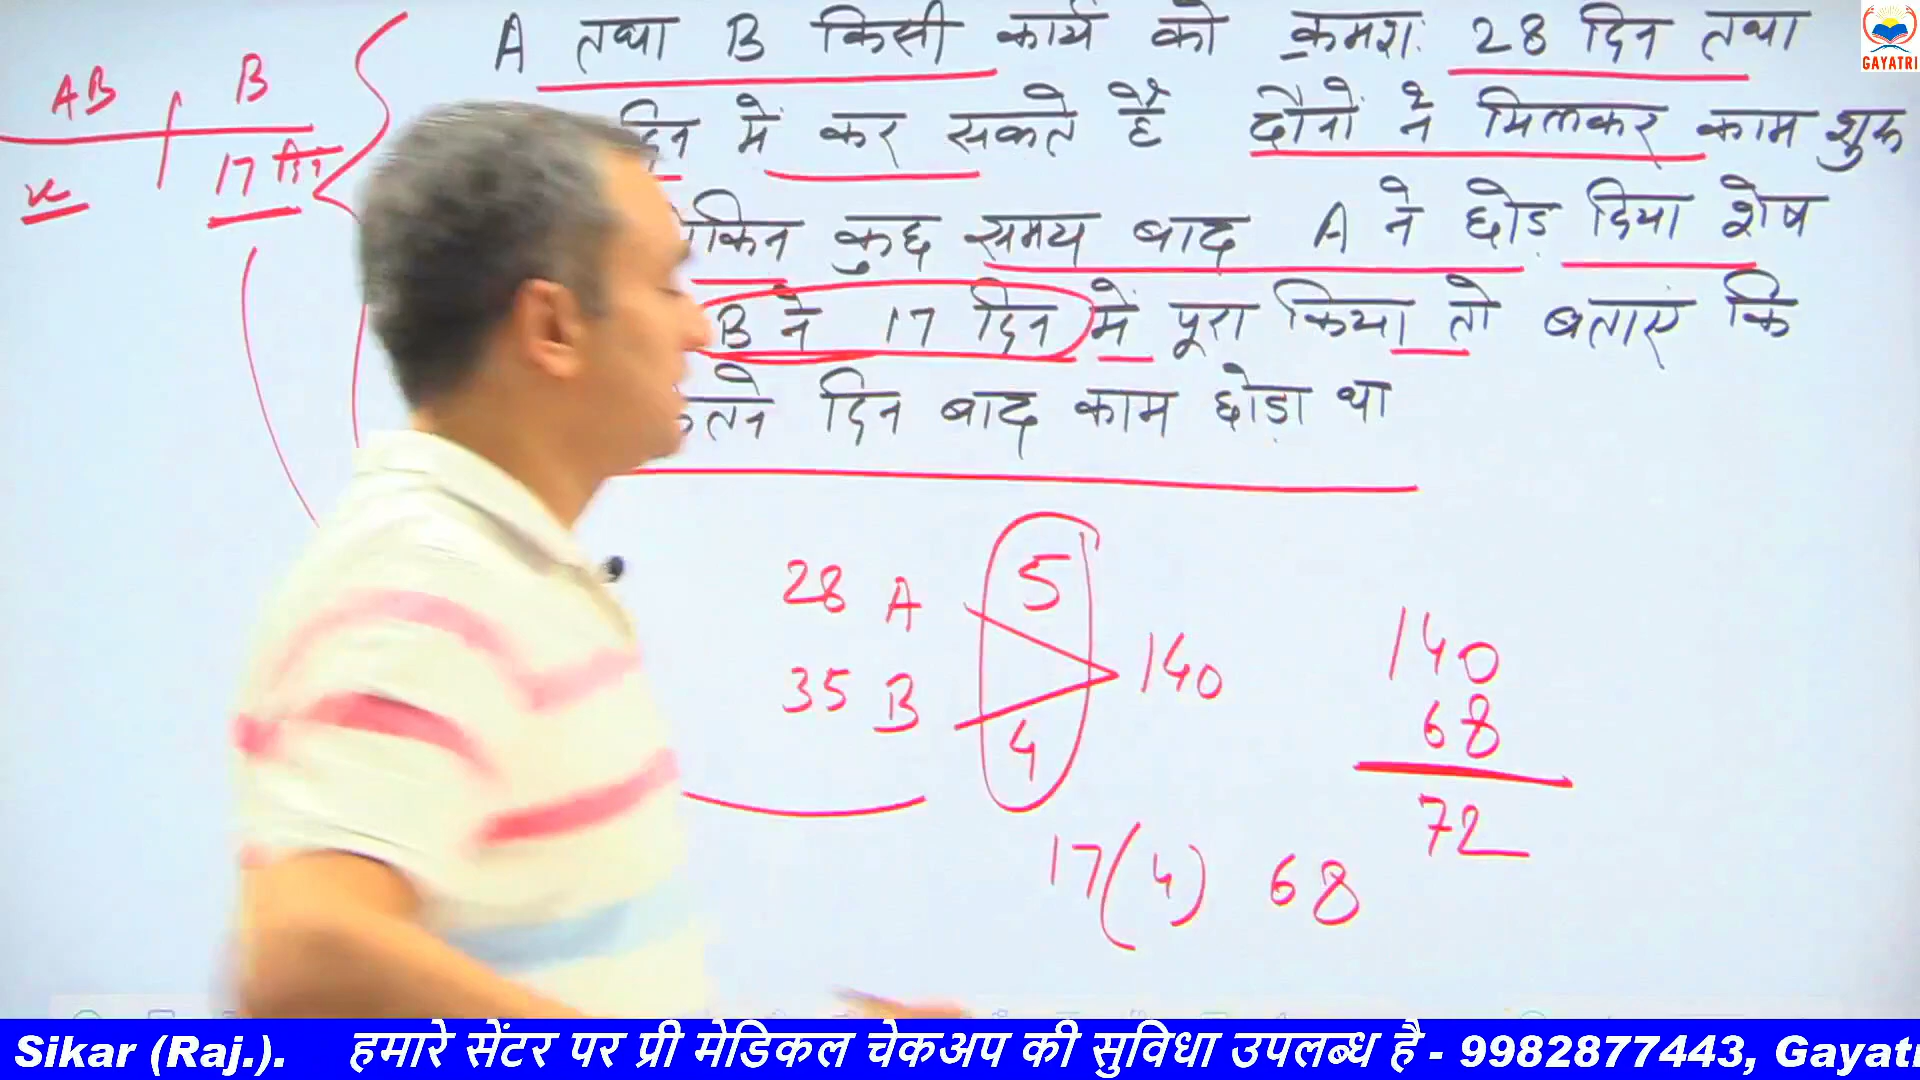 A तथा B किसी कार्य को क्रमशः 28 दिन तथा
दिन में कर सकते है दोनों ने मिलकर काम शुरू
कुछ समय बाद A ने छोड़ दिया शेष
B ने 17 दिन में पूरा किया तो बताएं कि
दिन बाद काम छोड़ा था
AB B
x 17
28 A 5
35 B 4
140
17(4) 68
140
68
72
GAYATRI
Sikar (Raj.). हमारे सेंटर पर प्री मेडिकल चेकअप की सुविधा उपलब्ध है - 9982877443, Gayatr